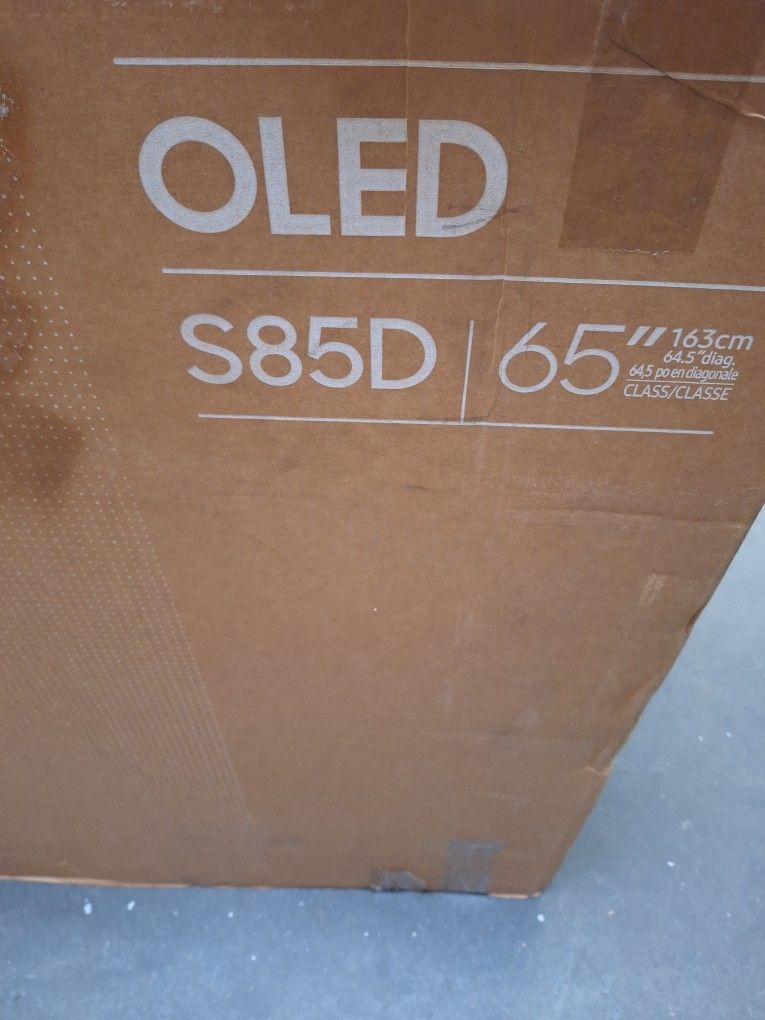 OLED
S85D | 65" 163cm
64.5"diag.
64,5 po en diagonale
CLASS/CLASSE